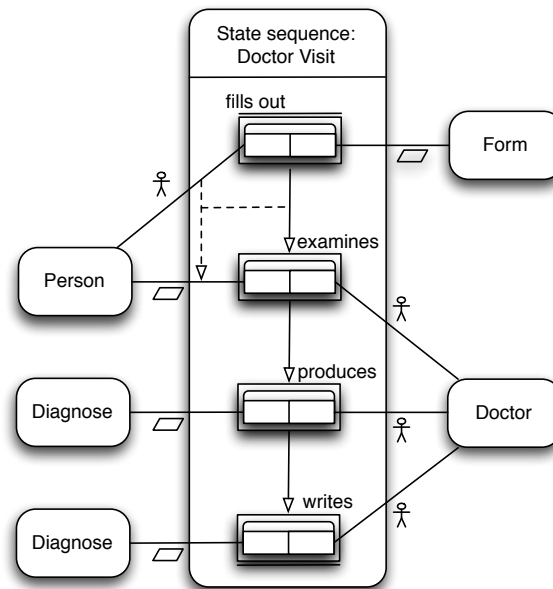 State sequence:
Doctor Visit
fills out
Form
examines
Person
produces
Diagnose
Doctor
writes
Diagnose